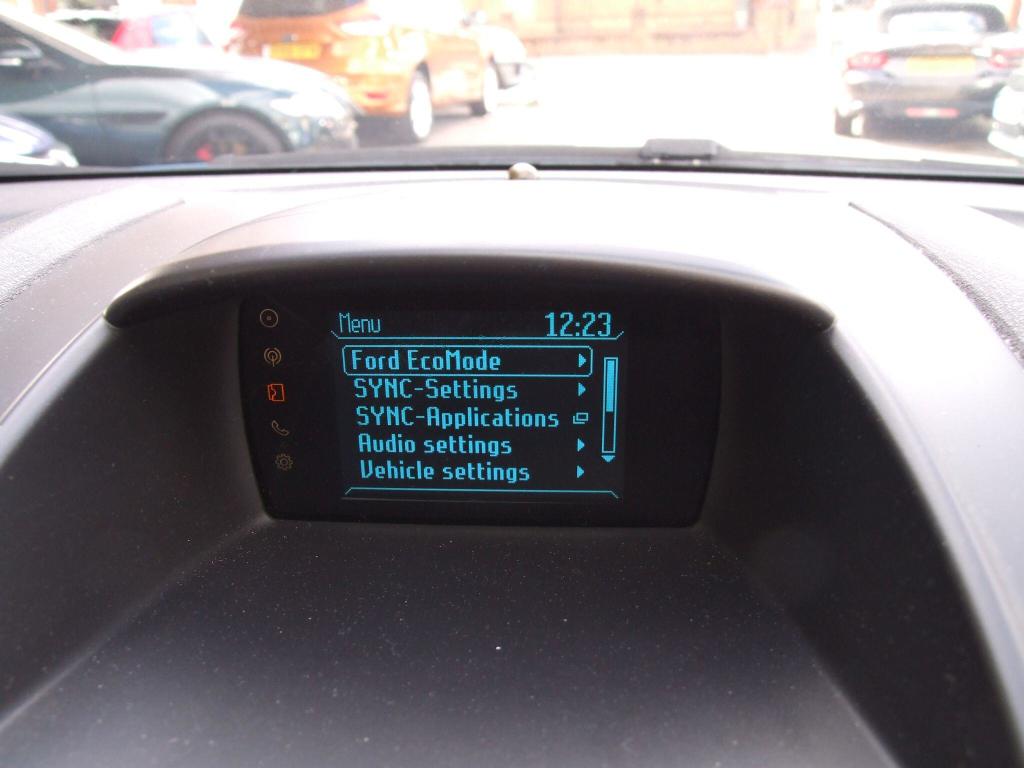 Menu 12:23
Ford EcoMode
SYNC-Settings
SYNC-Applications
Audio settings
Vehicle settings